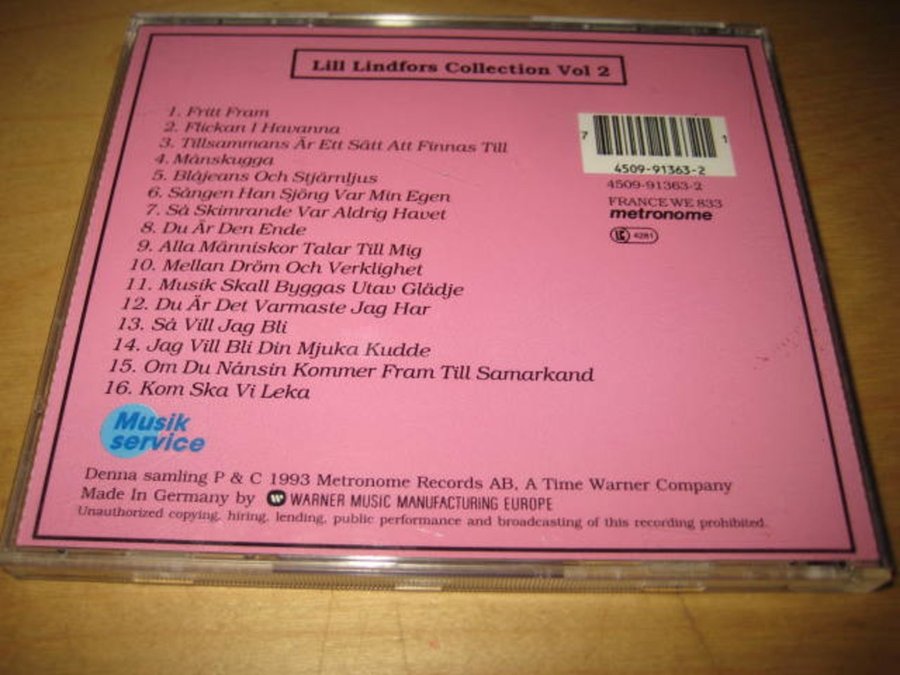 Lill Lindfors Collection Vol 2
1. Fritt Fram
2. Flickan I Havanna
3. Tillsammans Är Ett Sätt Att Finnas Till
4. Månskugga
5. Blåjeans Och Stjärnljus
6. Sången Han Sjöng Var Min Egen
7. Så Skimrande Var Aldrig Havet
8. Du Är Den Ende
9. Alla Människor Talar Till Mig
10. Mellan Dröm Och Verklighet
11. Musik Skall Byggas Utav Glädje
12. Du Är Det Varmaste Jag Har
13. Så Vill Jag Bli
14. Jag Vill Bli Din Mjuka Kudde
15. Om Du Nånsin Kommer Fram Till Samarkand
16. Kom Ska Vi Leka
7 1
4509-91363-2
4509-91363-2
FRANCE WE 833
metronome
LC 4281
Musik
service
Denna samling P & C 1993 Metronome Records AB, A Time Warner Company
Made In Germany by WARNER MUSIC MANUFACTURING EUROPE
Unauthorized copying, hiring, lending, public performance and broadcasting of this recording prohibited.